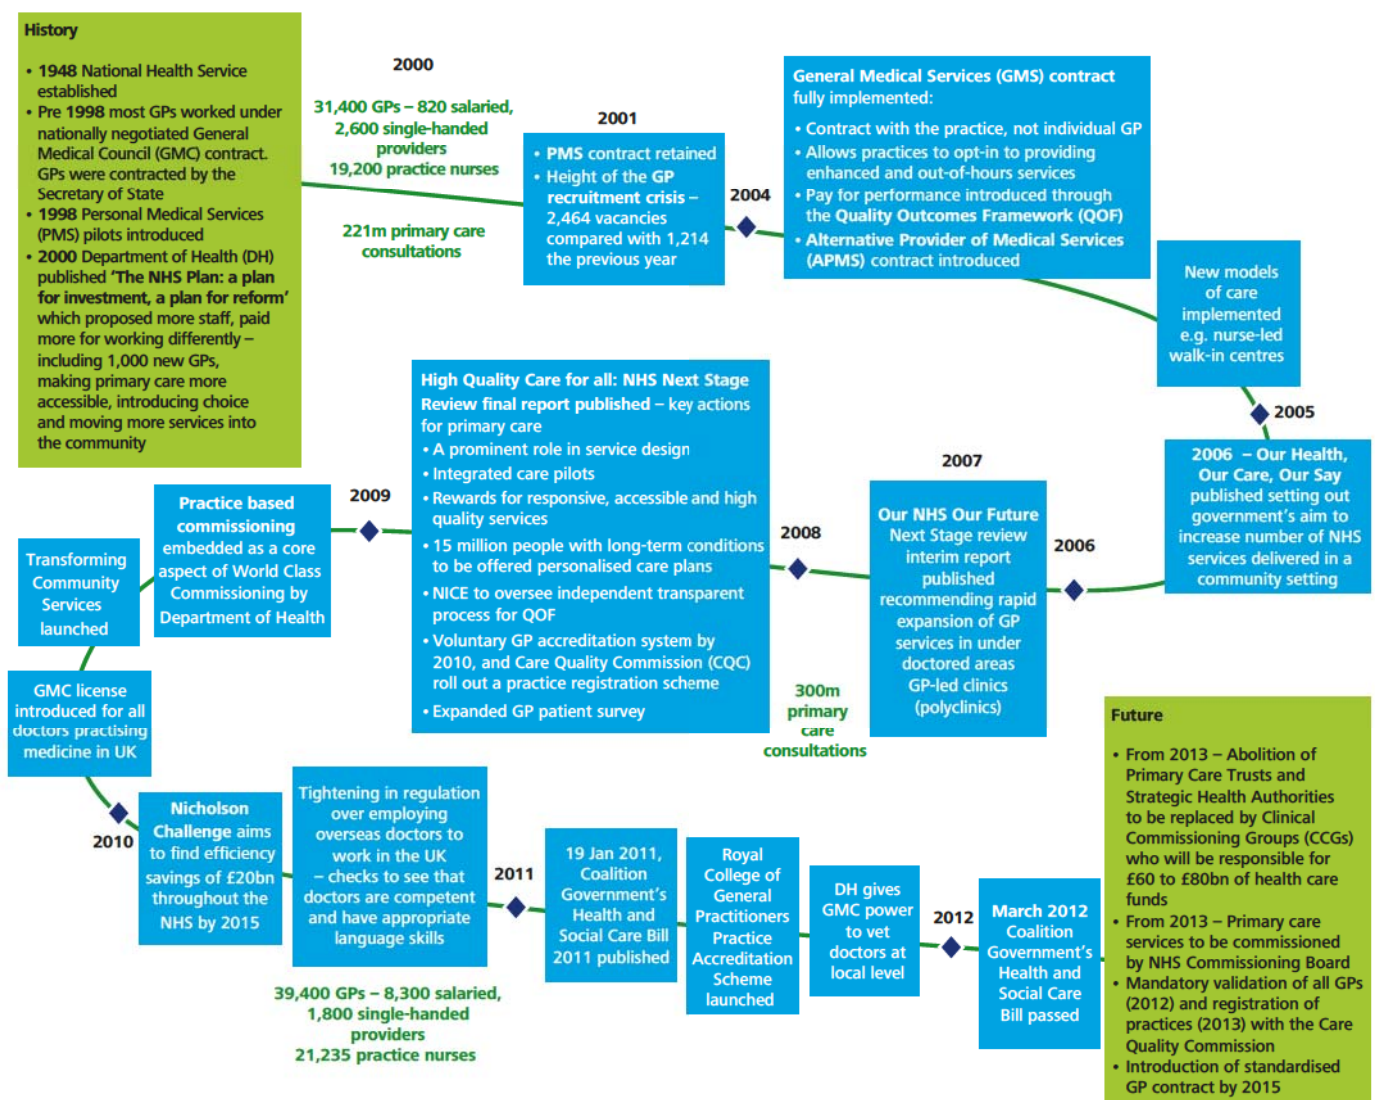 History
• 1948 National Health Service
established
• Pre 1998 most GPs worked under
nationally negotiated General
Medical Council (GMC) contract.
GPs were contracted by the
Secretary of State
• 1998 Personal Medical Services
(PMS) pilots introduced
• 2000 Department of Health (DH)
published ‘The NHS Plan: a plan
for investment, a plan for reform’
which proposed more staff, paid
more for working differently –
including 1,000 new GPs,
making primary care more
accessible, introducing choice
and moving more services into
the community
2000
31,400 GPs – 820 salaried,
2,600 single-handed
providers
19,200 practice nurses
221m primary care
consultations
2001
• PMS contract retained
• Height of the GP
recruitment crisis –
2,464 vacancies
compared with 1,214
the previous year
2004
General Medical Services (GMS) contract
fully implemented:
• Contract with the practice, not individual GP
• Allows practices to opt-in to providing
enhanced and out-of-hours services
• Pay for performance introduced through
the Quality Outcomes Framework (QOF)
• Alternative Provider of Medical Services
(APMS) contract introduced
New models
of care
implemented
e.g. nurse-led
walk-in centres
2005
2006 – Our Health,
Our Care, Our Say
published setting out
government’s aim to
increase number of NHS
services delivered in a
community setting
2006
2007
Our NHS Our Future
Next Stage review
interim report
published
recommending rapid
expansion of GP
services in under
doctored areas
GP-led clinics
(polyclinics)
2008
300m
primary
care
consultations
High Quality Care for all: NHS Next Stage
Review final report published – key actions
for primary care
• A prominent role in service design
• Integrated care pilots
• Rewards for responsive, accessible and high
quality services
• 15 million people with long-term conditions
to be offered personalised care plans
• NICE to oversee independent transparent
process for QOF
• Voluntary GP accreditation system by
2010, and Care Quality Commission (CQC)
roll out a practice registration scheme
• Expanded GP patient survey
2009
Practice based
commissioning
embedded as a core
aspect of World Class
Commissioning by
Department of Health
Transforming
Community
Services
launched
GMC license
introduced for all
doctors practising
medicine in UK
2010
Nicholson
Challenge aims
to find efficiency
savings of £20bn
throughout the
NHS by 2015
Tightening in regulation
over employing
overseas doctors to
work in the UK
– checks to see that
doctors are competent
and have appropriate
language skills
39,400 GPs – 8,300 salaried,
1,800 single-handed
providers
21,235 practice nurses
2011
19 Jan 2011,
Coalition
Government’s
Health and
Social Care Bill
2011 published
Royal
College of
General
Practitioners
Practice
Accreditation
Scheme
launched
DH gives
GMC power
to vet
doctors at
local level
2012
March 2012
Coalition
Government’s
Health and
Social Care
Bill passed
Future
• From 2013 – Abolition of
Primary Care Trusts and
Strategic Health Authorities
to be replaced by Clinical
Commissioning Groups (CCGs)
who will be responsible for
£60 to £80bn of health care
funds
• From 2013 – Primary care
services to be commissioned
by NHS Commissioning Board
• Mandatory validation of all GPs
(2012) and registration of
practices (2013) with the Care
Quality Commission
• Introduction of standardised
GP contract by 2015